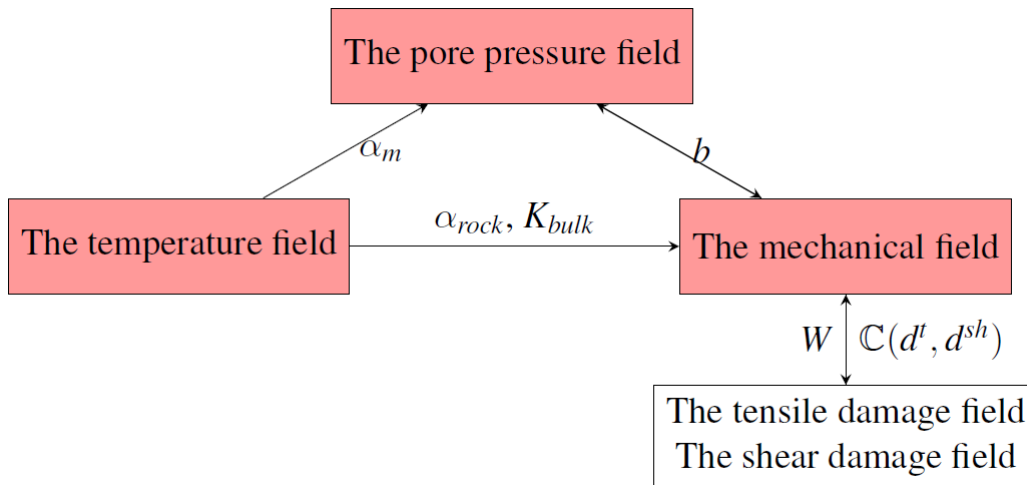 The pore pressure field
α_m
b
The temperature field
α_rock, K_bulk
The mechanical field
W ℂ(d^t, d^sh)
The tensile damage field
The shear damage field